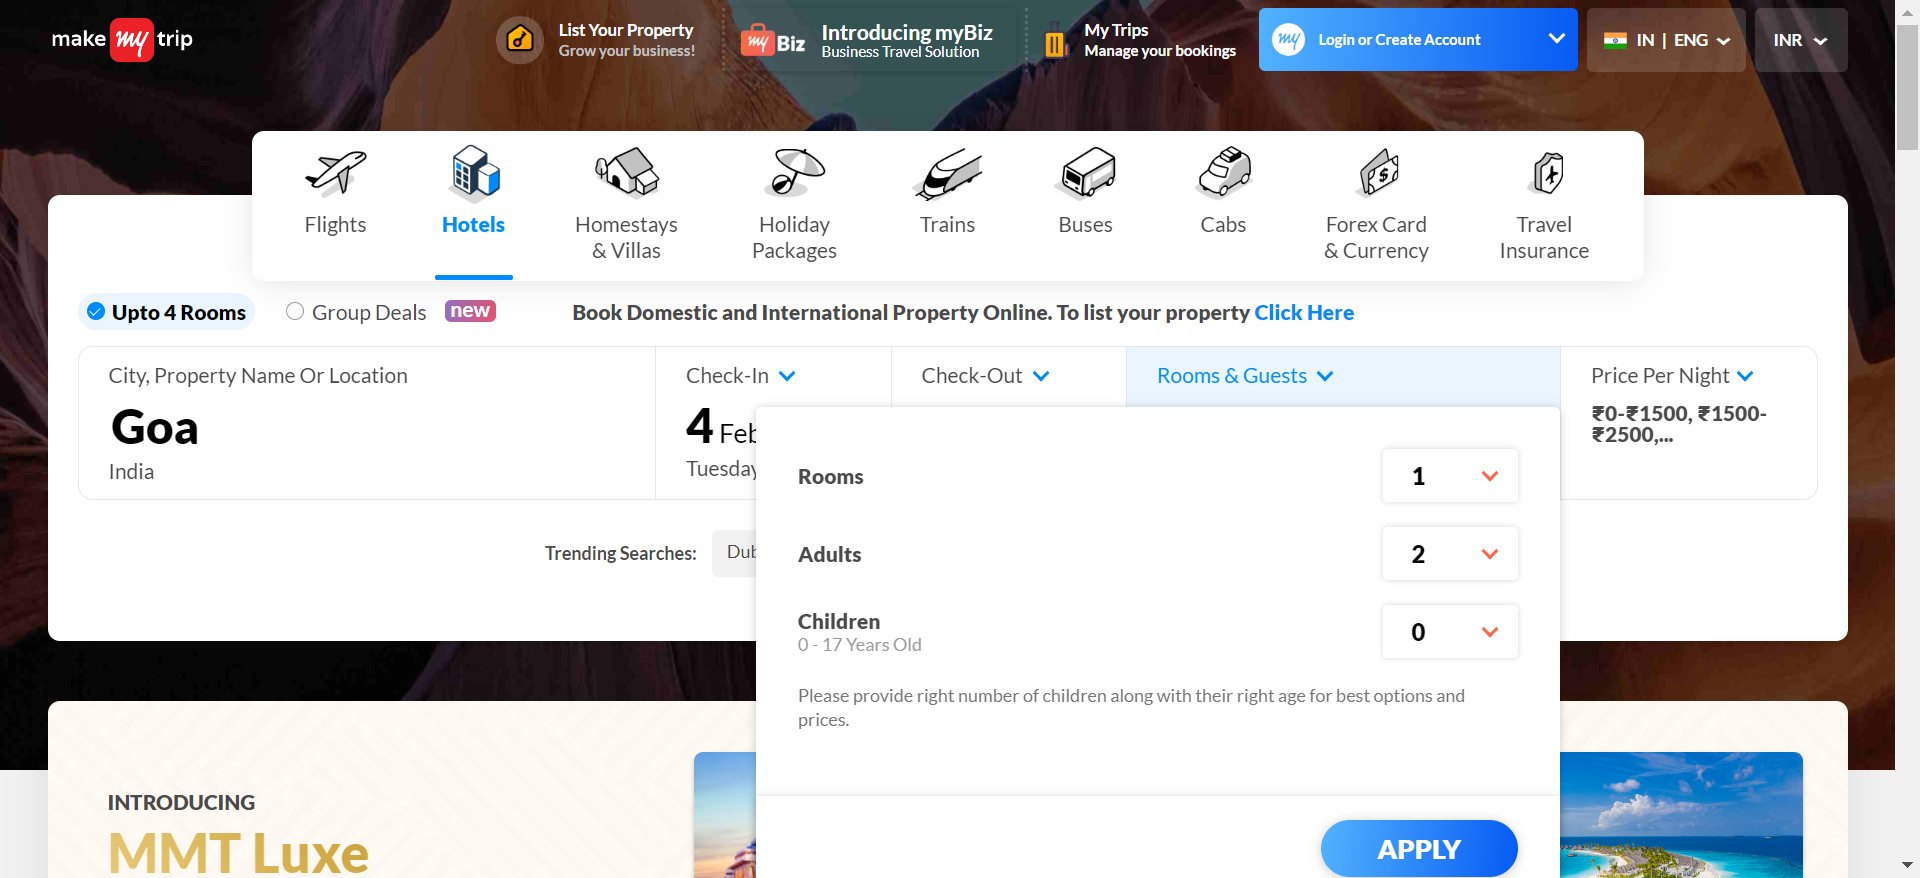 make my trip
List Your Property
Grow your business!
my Biz
Introducing myBiz
Business Travel Solution
My Trips
Manage your bookings
my
Login or Create Account
IN | ENG
INR
Flights
Hotels
Homestays
& Villas
Holiday
Packages
Trains
Buses
Cabs
Forex Card
& Currency
Travel
Insurance
Upto 4 Rooms
Group Deals
new
Book Domestic and International Property Online. To list your property Click Here
City, Property Name Or Location
Goa
India
Check-In
4 Feb
Tuesday
Check-Out
Rooms & Guests
Price Per Night
₹0-₹1500, ₹1500-
₹2500,...
Trending Searches:
Dub
Rooms
1
Adults
2
Children
0 - 17 Years Old
0
Please provide right number of children along with their right age for best options and
prices.
APPLY
INTRODUCING
MMT Luxe